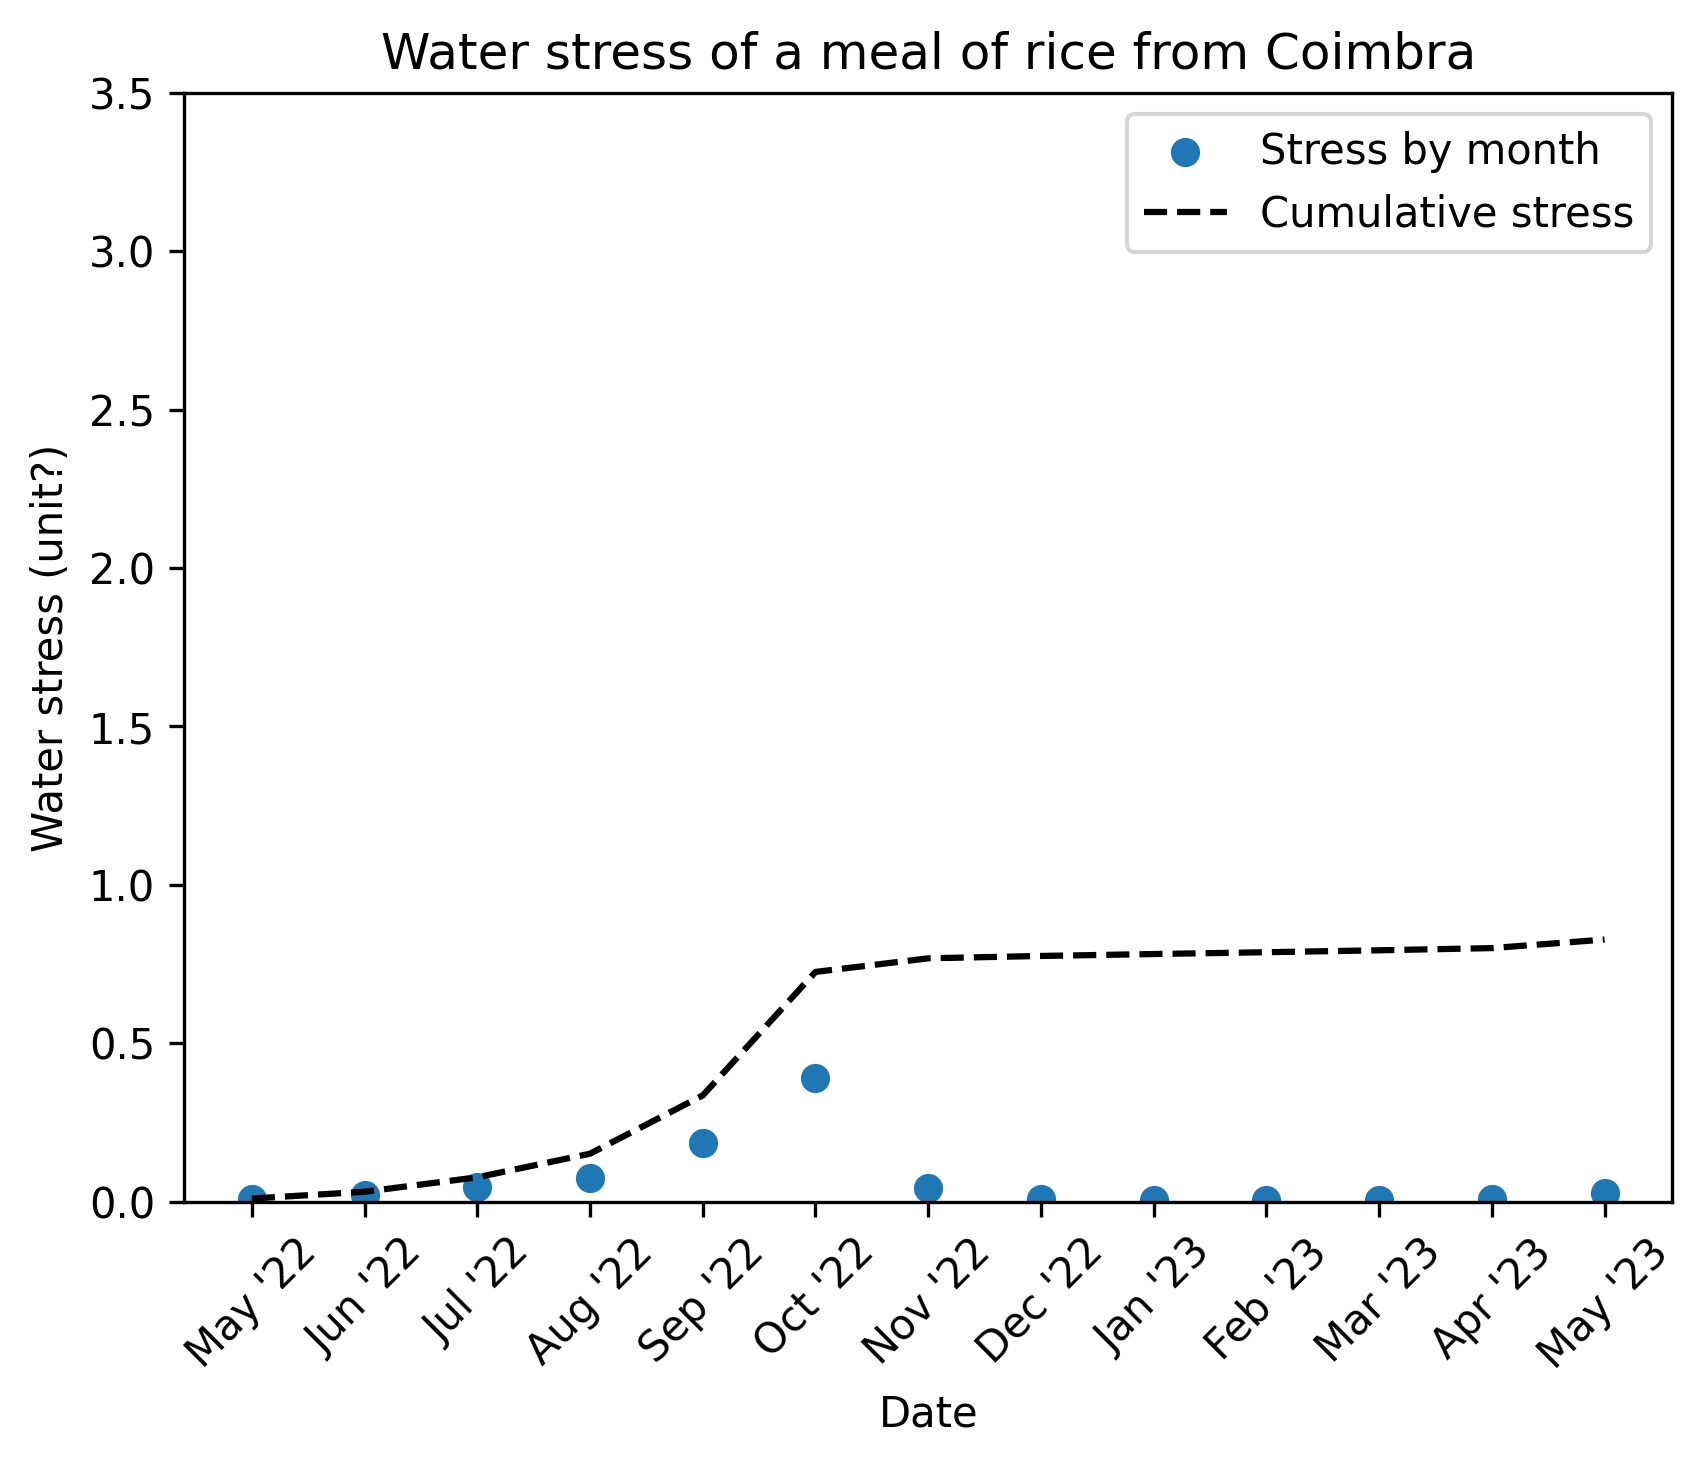 Water stress of a meal of rice from Coimbra
3.5
3.0
2.5
2.0
1.5
1.0
0.5
0.0
Water stress (unit?)
Stress by month
Cumulative stress
May '22
Jun '22
Jul '22
Aug '22
Sep '22
Oct '22
Nov '22
Dec '22
Jan '23
Feb '23
Mar '23
Apr '23
May '23
Date